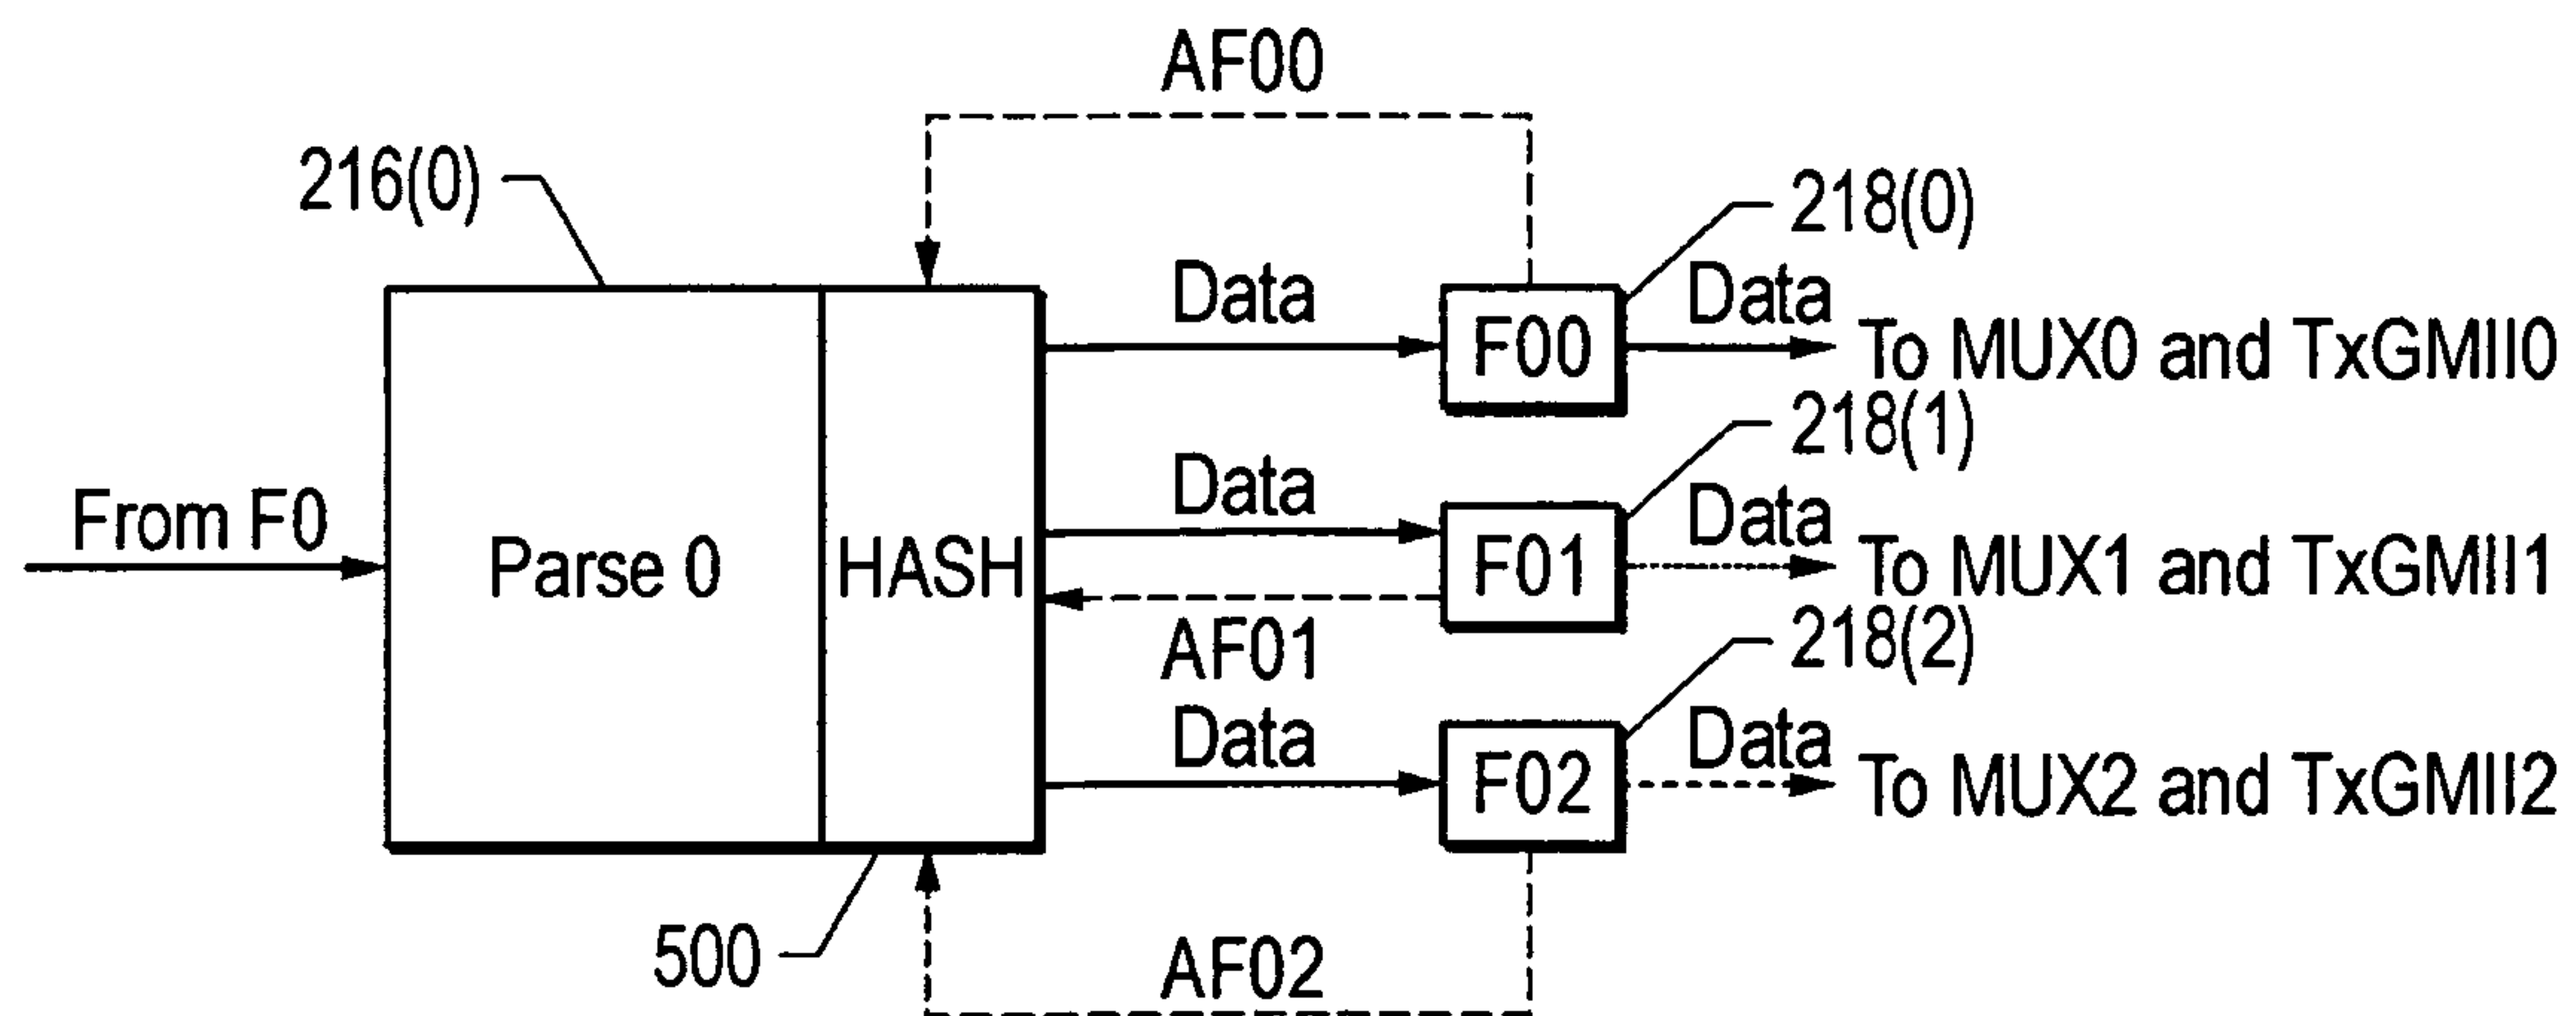 AF00
216(0)
218(0)
Data
Data
F00
To MUX0 and TxGMII0
218(1)
Data
Data
From F0
Parse 0
HASH
F01
To MUX1 and TxGMII1
AF01
218(2)
Data
Data
F02
To MUX2 and TxGMII2
500
AF02